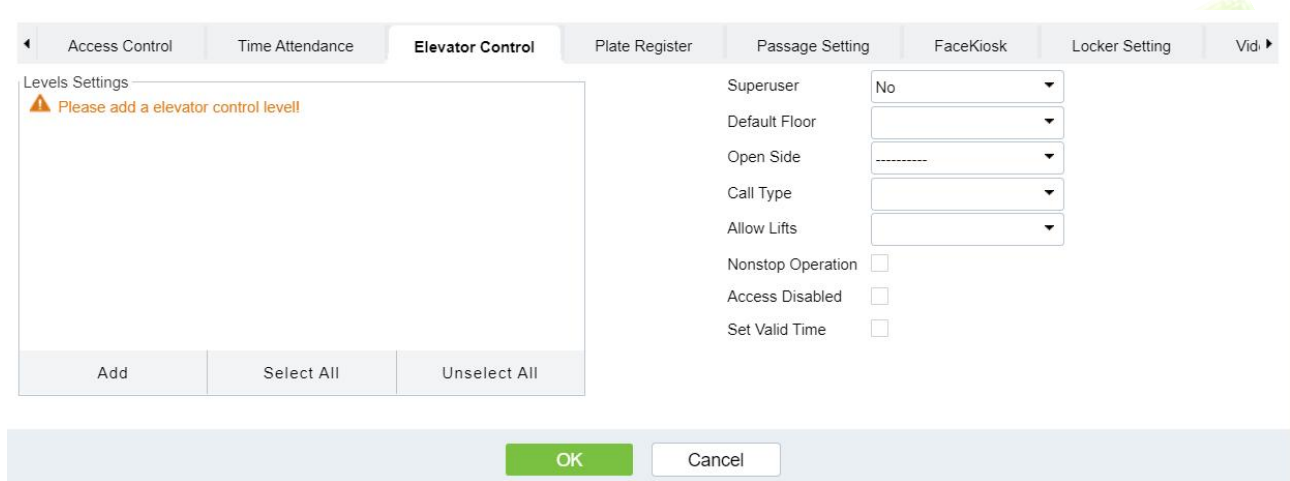 Access Control Time Attendance Elevator Control Plate Register Passage Setting FaceKiosk Locker Setting Vide
Levels Settings
Please add a elevator control level!
Add Select All Unselect All
Superuser No
Default Floor
Open Side ----------
Call Type
Allow Lifts
Nonstop Operation
Access Disabled
Set Valid Time
OK Cancel